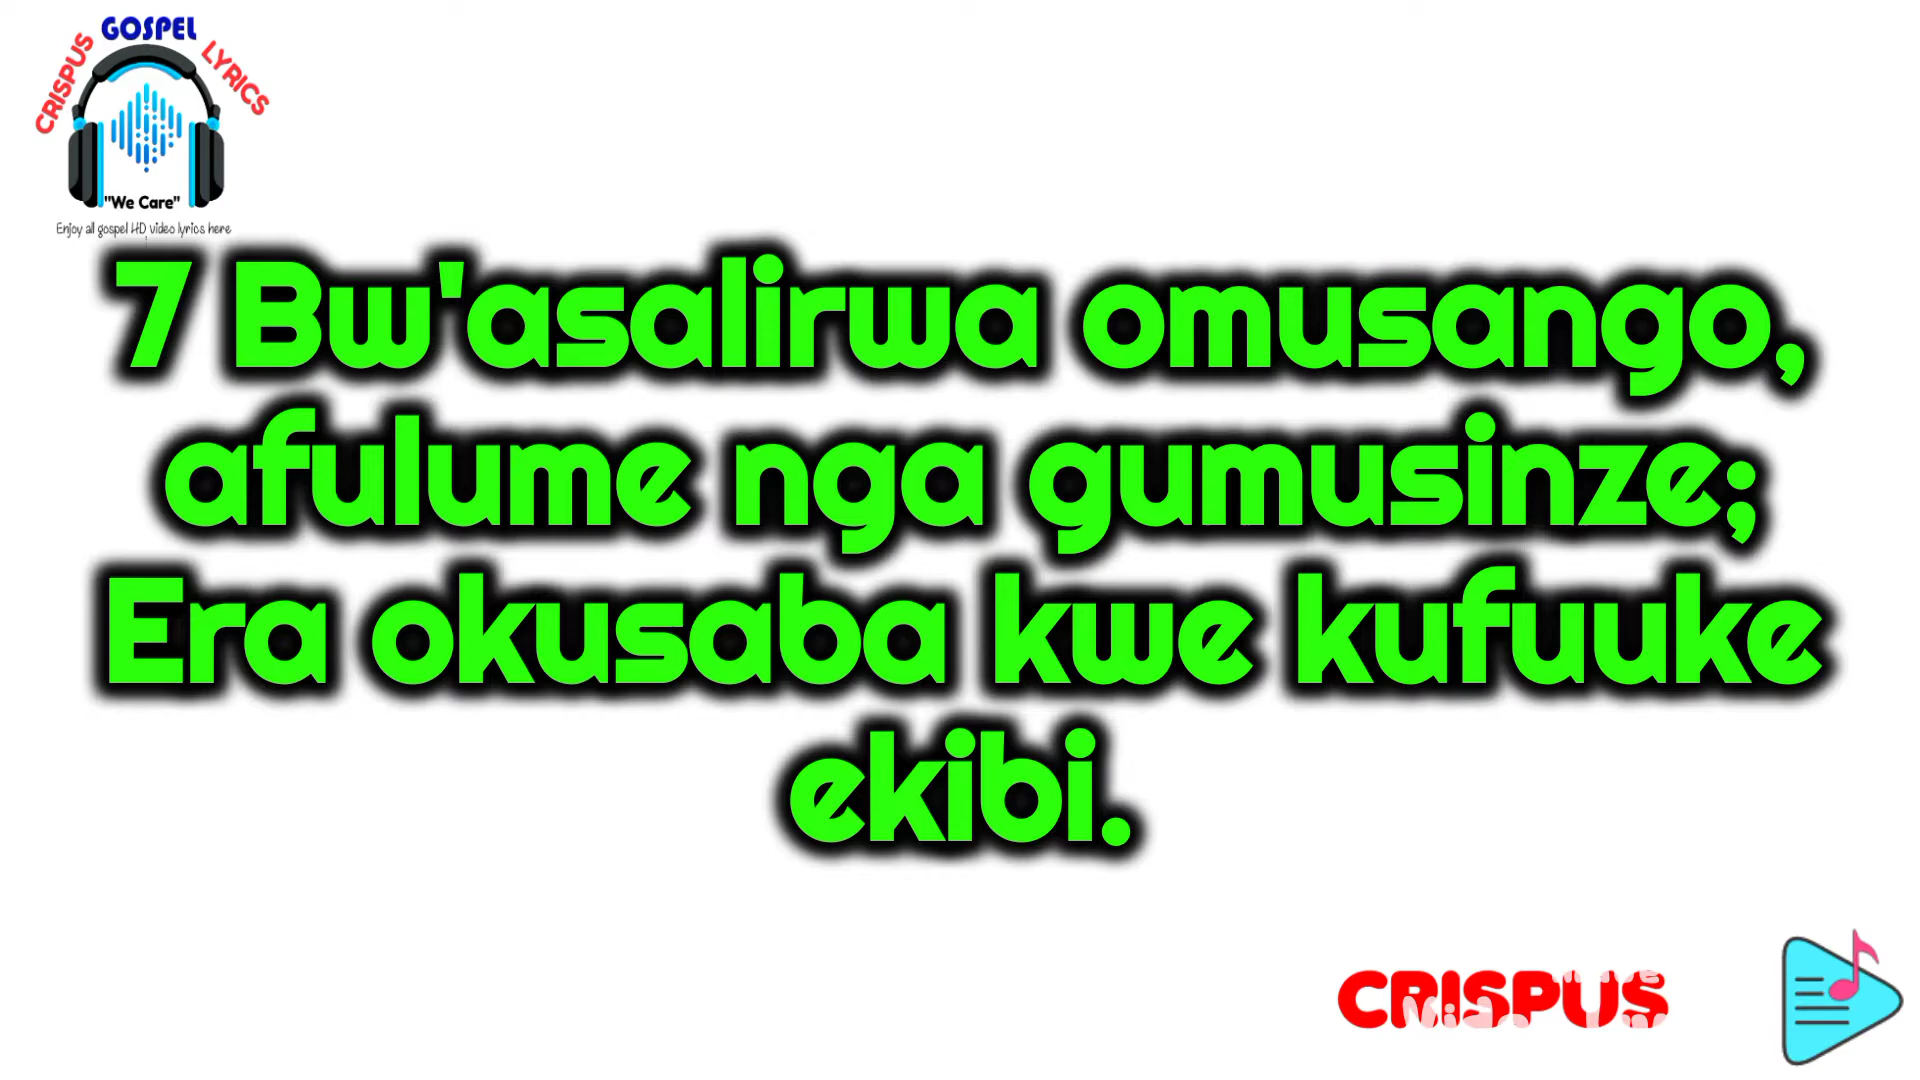 CRISPUS GOSPEL LYRICS
"We Care"
Enjoy all gospel HD video lyrics here
7 Bw'asalirwa omusango,
afulume nga gumusinze;
Era okusaba kwe kufuuke
ekibi.
CRISPUS